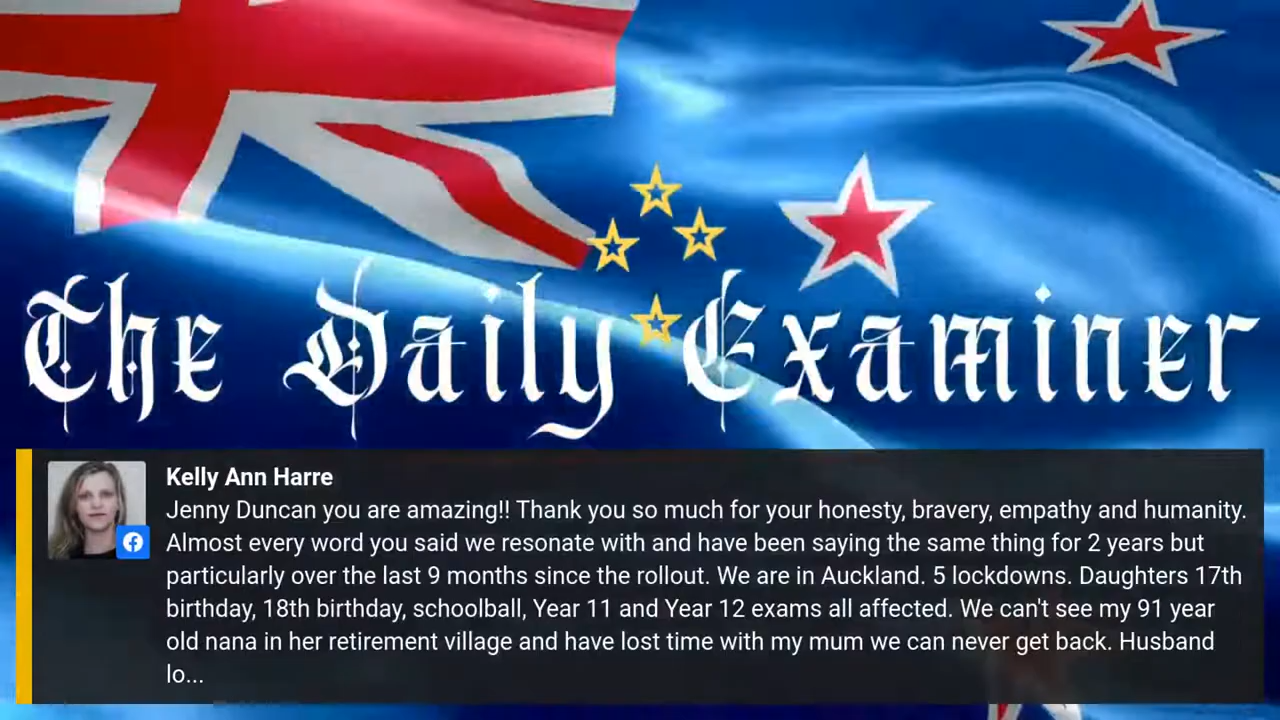 The Daily Examiner
Kelly Ann Harre
Jenny Duncan you are amazing!! Thank you so much for your honesty, bravery, empathy and humanity.
Almost every word you said we resonate with and have been saying the same thing for 2 years but
particularly over the last 9 months since the rollout. We are in Auckland. 5 lockdowns. Daughters 17th
birthday, 18th birthday, schoolball, Year 11 and Year 12 exams all affected. We can't see my 91 year
old nana in her retirement village and have lost time with my mum we can never get back. Husband
lo...